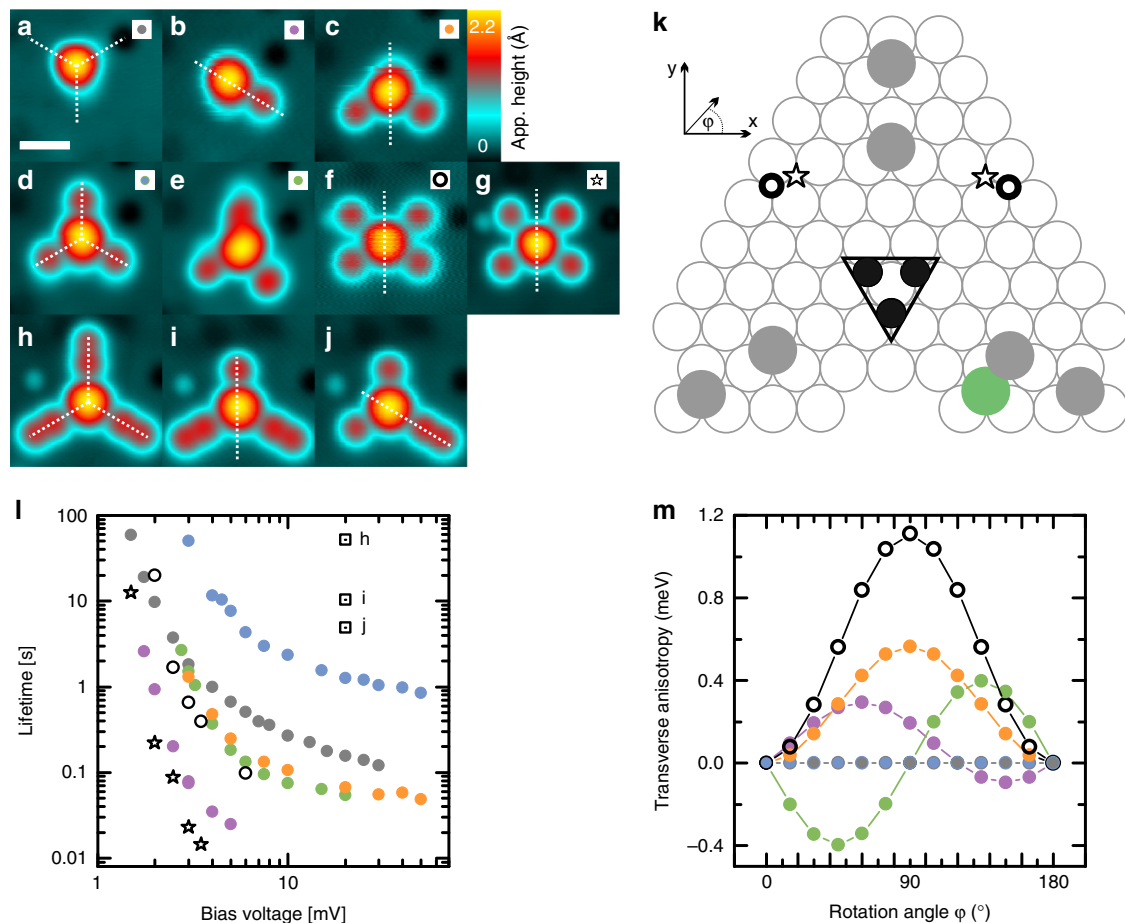 a
b
c
2.2
App. height (Å)
0
d
e
f
g
h
i
j
k
y
φ
x
l
100
10
1
0.1
0.01
Lifetime [s]
h
i
j
1
10
Bias voltage [mV]
m
1.2
0.8
0.4
0.0
−0.4
Transverse anisotropy (meV)
0
90
180
Rotation angle φ (°)